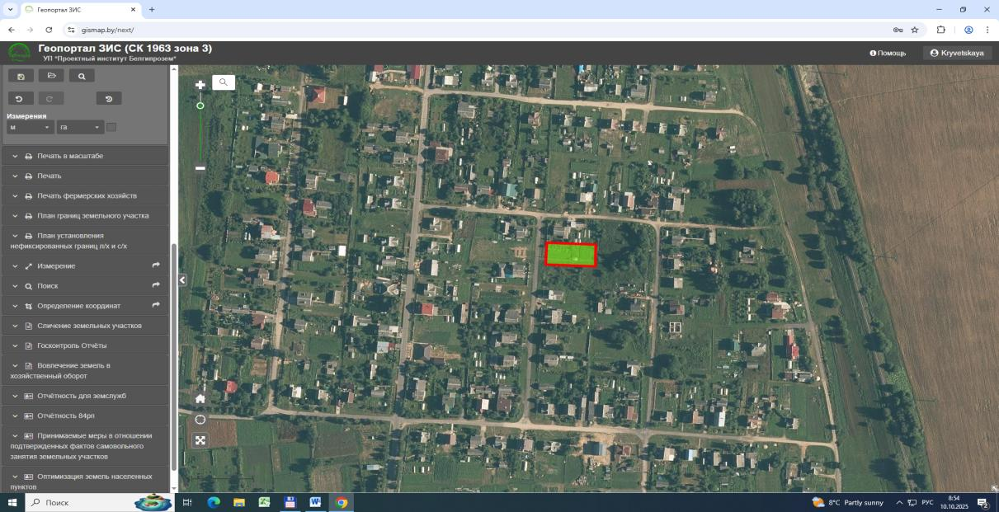 Геопортал ЗИС
gismap.by/next/
Геопортал ЗИС (СК 1963 зона 3)
УП "Проектный институт Белгипрозем"
Помощь
Kryvetskaya
Измерения
м
га
Печать в масштабе
Печать
Печать фермерских хозяйств
План границ земельного участка
План установления
нефиксированных границ л/х и с/х
Измерение
Поиск
Определение координат
Сличение земельных участков
Госконтроль Отчёты
Вовлечение земель в
хозяйственный оборот
Отчётность для земслужб
Отчётность 84рп
Принимаемые меры в отношении
подтвержденных фактов самовольного
занятия земельных участков
Оптимизация земель населенных
пунктов
Поиск
8°C Partly sunny
РУС
8:54
10.10.2025
2